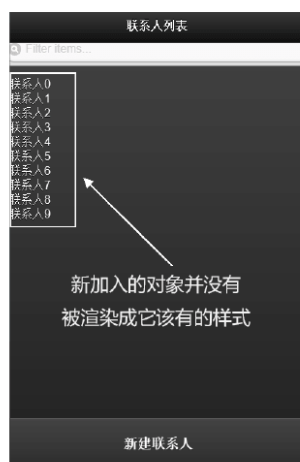 联系人列表
Filter items...
联系人0
联系人1
联系人2
联系人3
联系人4
联系人5
联系人6
联系人7
联系人8
联系人9
新加入的对象并没有
被渲染成它该有的样式
新建联系人